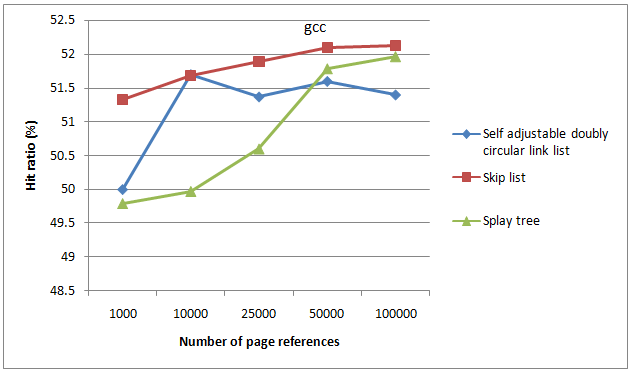 gcc
52.5
52
51.5
51
50.5
50
49.5
49
48.5
Hit ratio (%)
1000 10000 25000 50000 100000
Number of page references
Self adjustable doubly
circular link list
Skip list
Splay tree